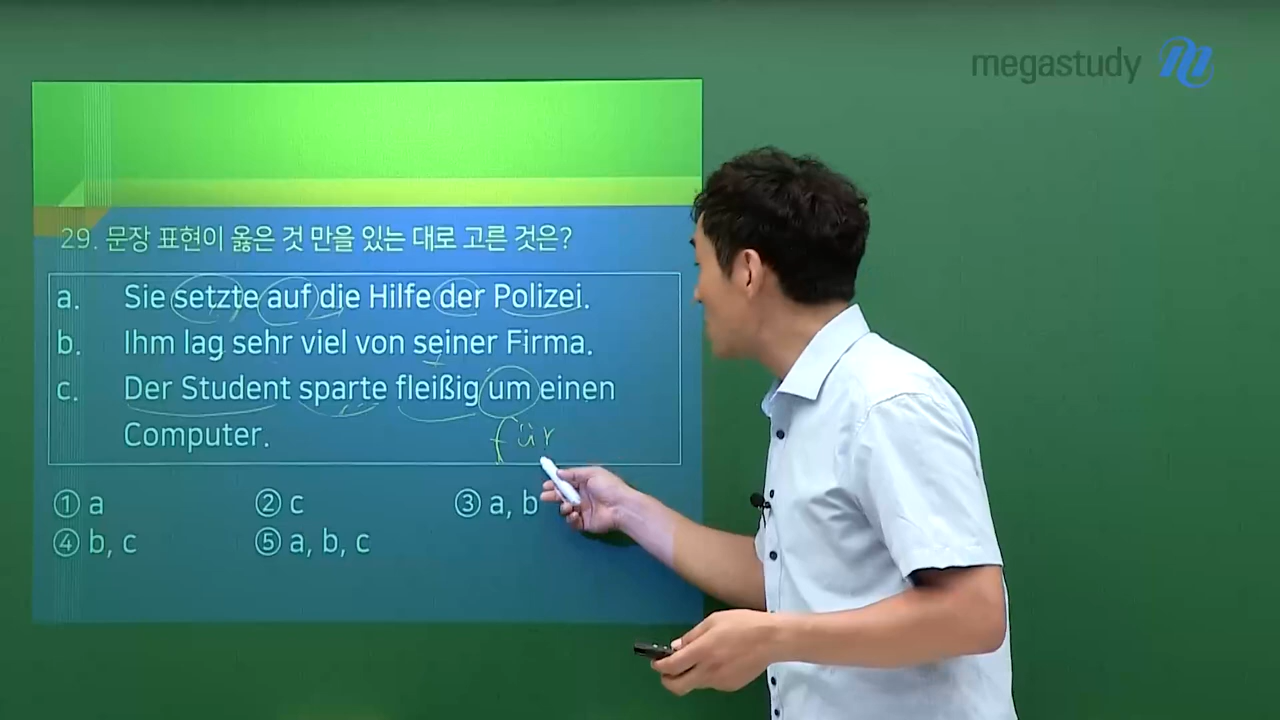 megastudy
29. 문장 표현이 옳은 것 만을 있는 대로 고른 것은?
a. Sie setzte auf die Hilfe der Polizei.
b. Ihm lag sehr viel von seiner Firma.
c. Der Student sparte fleißig um einen
Computer.
für
① a ② c ③ a, b
④ b, c ⑤ a, b, c